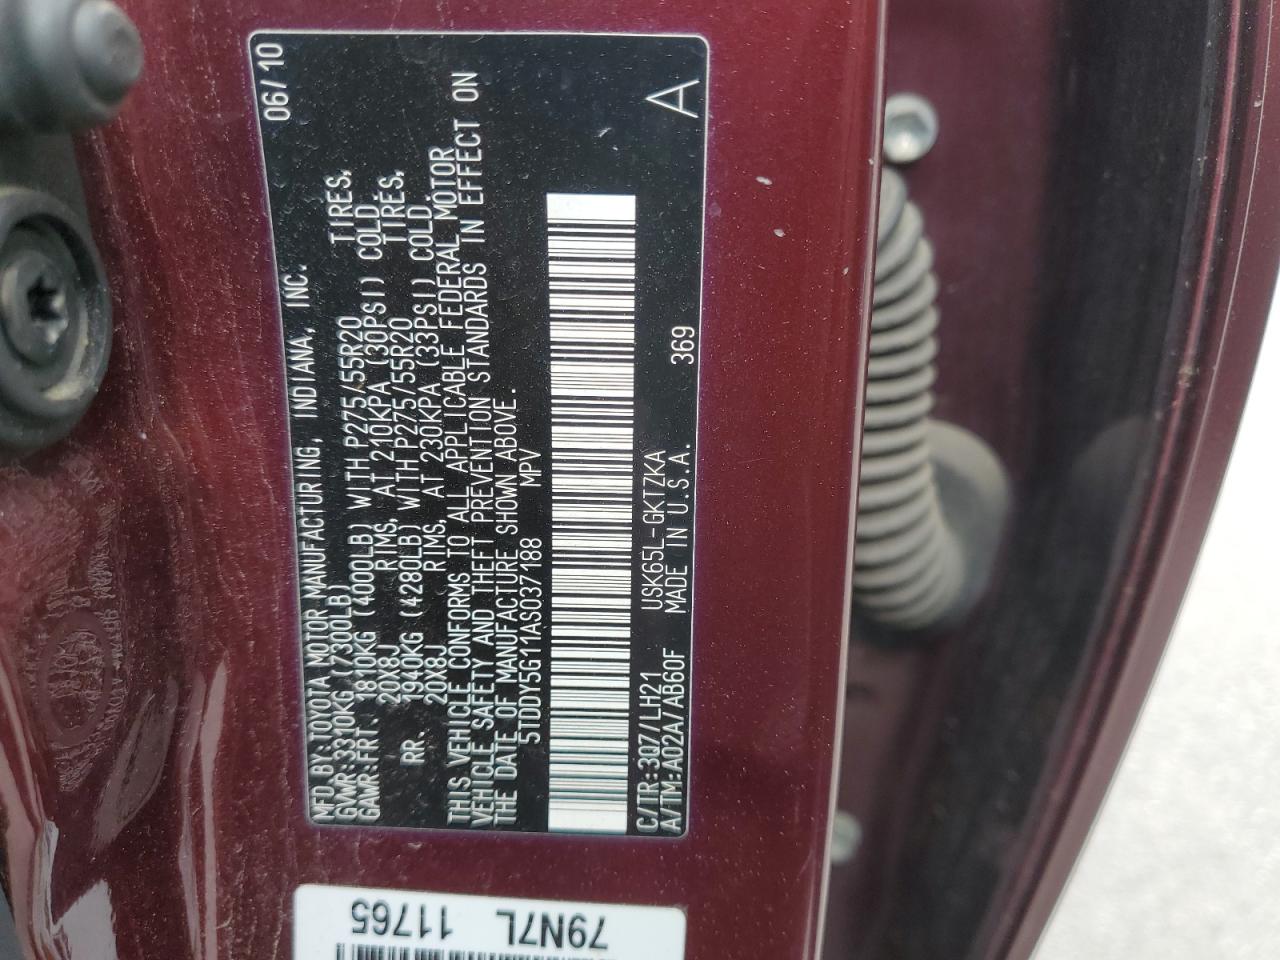 MFD.BY:TOYOTA MOTOR MANUFACTURING, INDIANA, INC. 06/10
GVWR:3310KG (7300LB)
GAWR:FRT. 1810KG (4000LB) WITH P275/55R20 TIRES,
20X8J RIMS, AT 210KPA (30PSI) COLD.
RR. 1940KG (4280LB) WITH P275/55R20 TIRES,
20X8J RIMS, AT 230KPA (33PSI) COLD.
THIS VEHICLE CONFORMS TO ALL APPLICABLE FEDERAL MOTOR
VEHICLE SAFETY AND THEFT PREVENTION STANDARDS IN EFFECT ON
THE DATE OF MANUFACTURE SHOWN ABOVE.
5TDDY5G11AS037188 MPV
C/TR:3Q7/LH21 USK65L-GKTZKA
A/TM:A02A/AB60F MADE IN U.S.A. 369 A
79N7L
11765